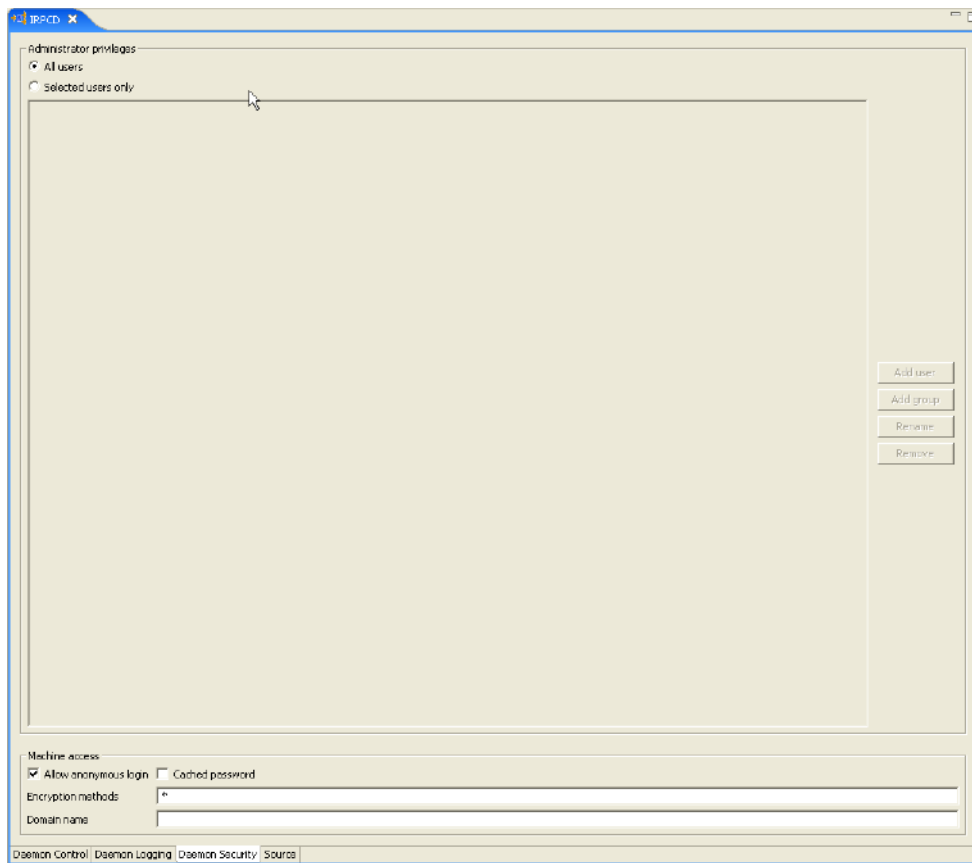 IRPCD
Administrator privilages
All users
Selected users only
Add user
Add group
Rename
Remove
Machine access
Allow anonymous login Cached password
Encryption methods *
Domain name
Daemon Control Daemon Logging Daemon Security Source